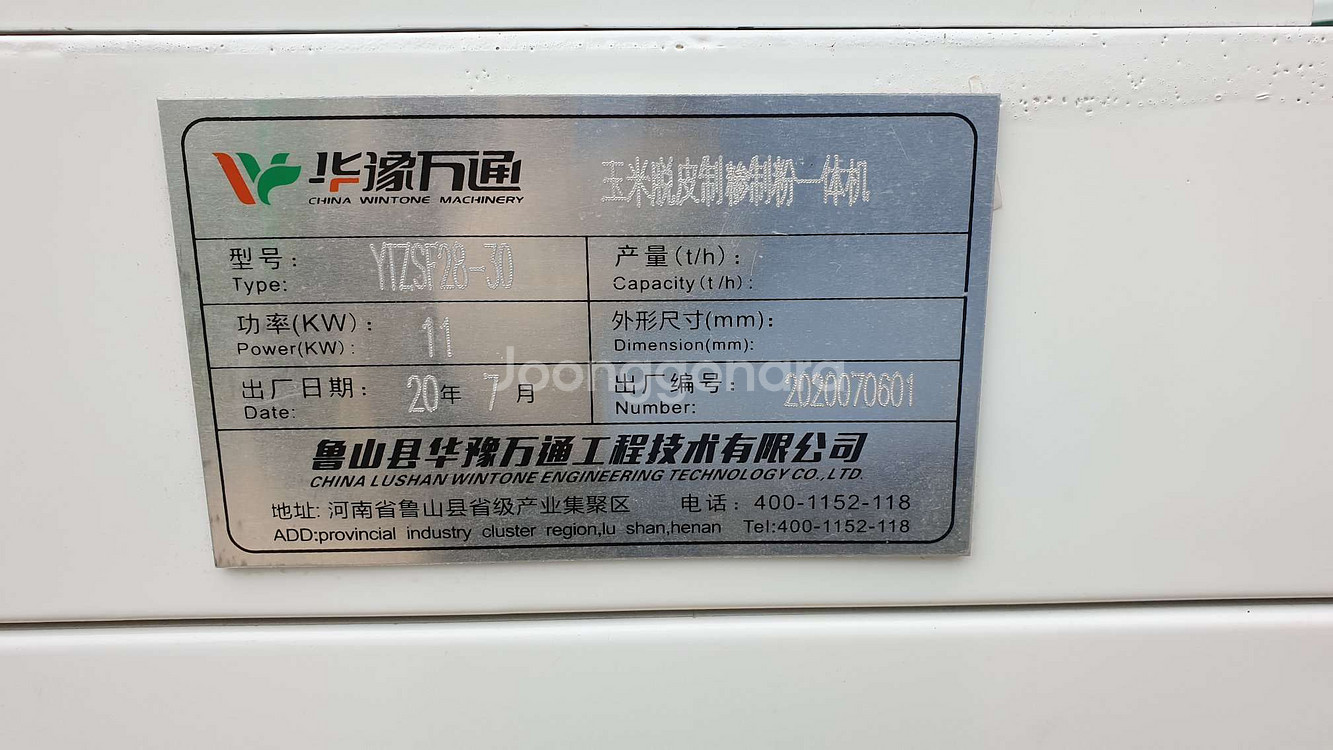 华豫万通
CHINA WINTONE MACHINERY
玉米脱皮制糁制粉一体机
型号:
Type:
YTZSF28-30
产量(t/h):
Capacity(t/h):
功率(KW):
Power(KW):
11
外形尺寸(mm):
Dimension(mm):
出厂日期:
Date:
20年 7月
出厂编号:
Number:
2020070601
Joonggonara
鲁山县华豫万通工程技术有限公司
CHINA LUSHAN WINTONE ENGINEERING TECHNOLOGY CO.,LTD.
地址: 河南省鲁山县省级产业集聚区 电话: 400-1152-118
ADD:provincial industry cluster region,lu shan,henan Tel:400-1152-118